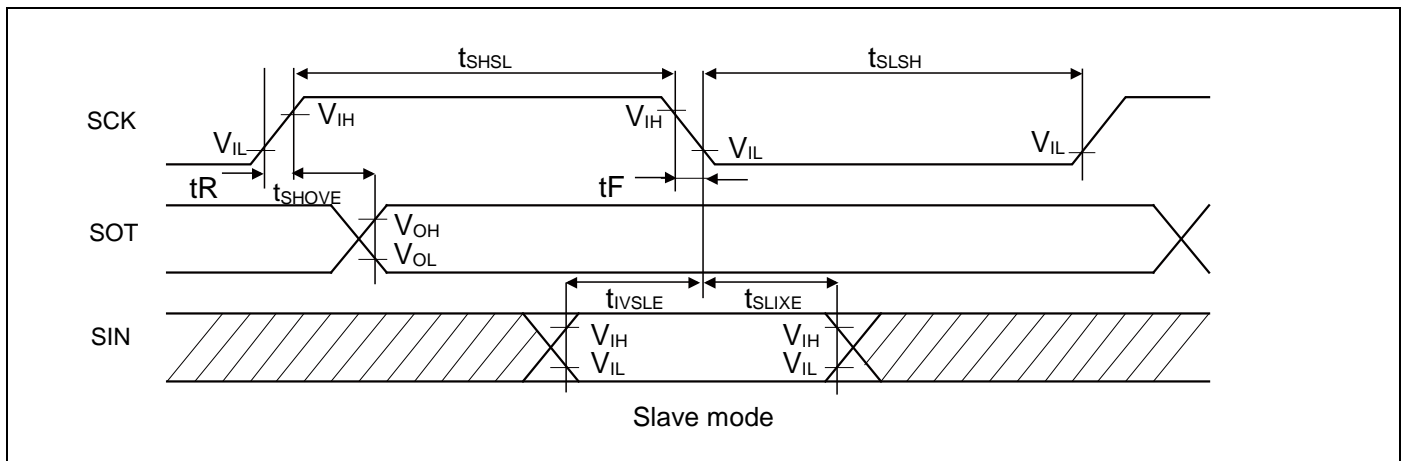 tSHSL
tSLSH
SCK
VIH
VIH
VIL
VIL
VIL
tR
tSHOVE
tF
SOT
VOH
VOL
tIVSLE
tSLIXE
SIN
VIH
VIH
VIL
VIL
Slave mode